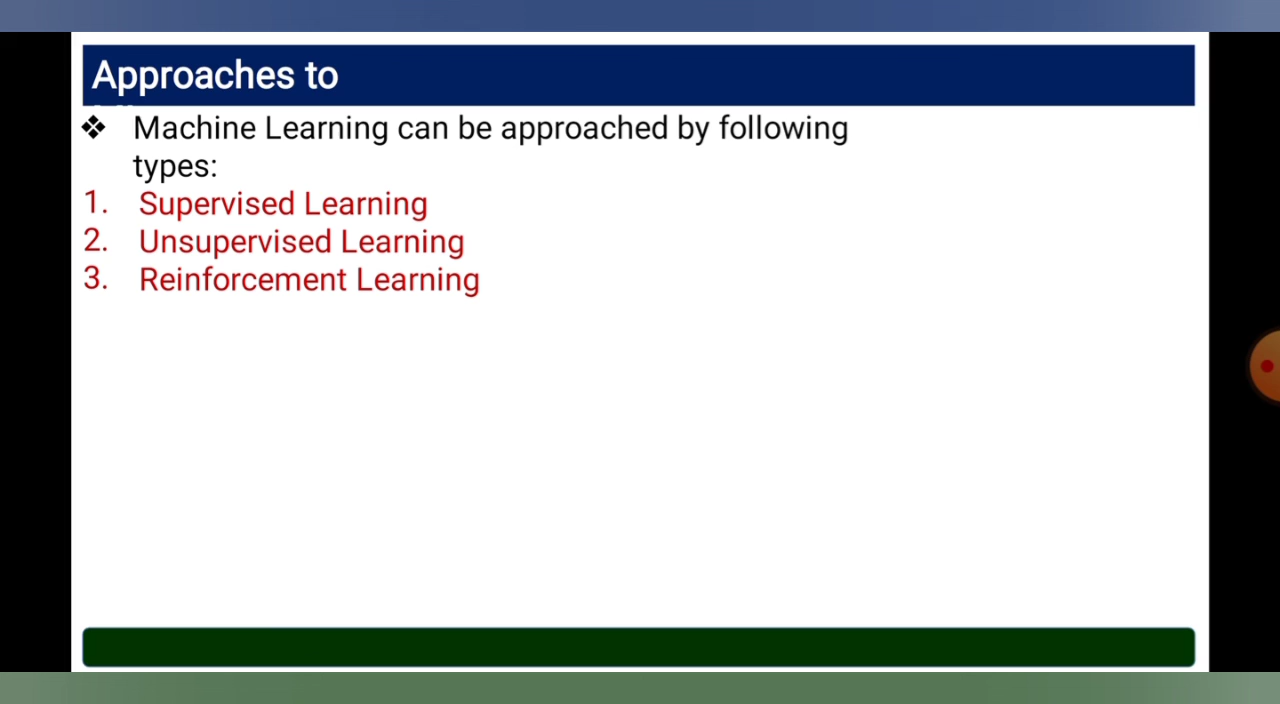 Approaches to
❖ Machine Learning can be approached by following
types:
1. Supervised Learning
2. Unsupervised Learning
3. Reinforcement Learning